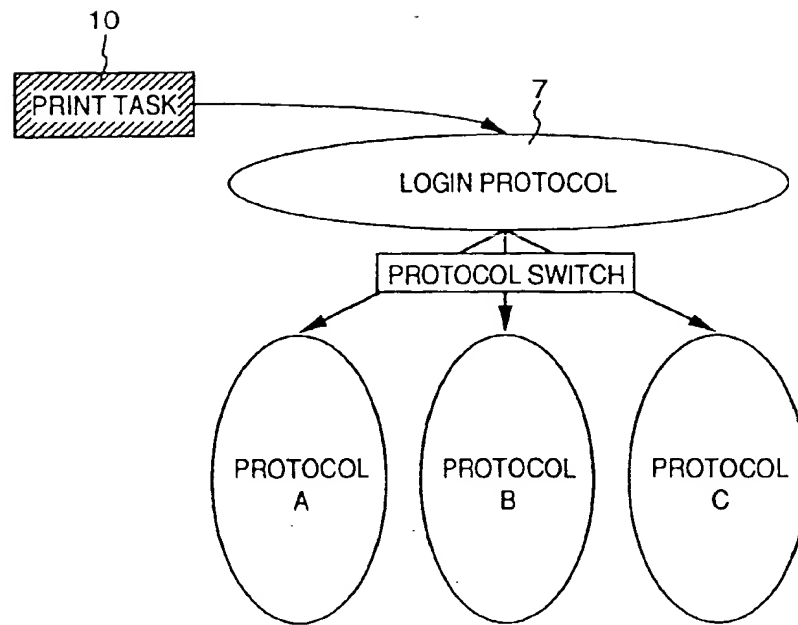 10
PRINT TASK
7
LOGIN PROTOCOL
PROTOCOL SWITCH
PROTOCOL
A
PROTOCOL
B
PROTOCOL
C